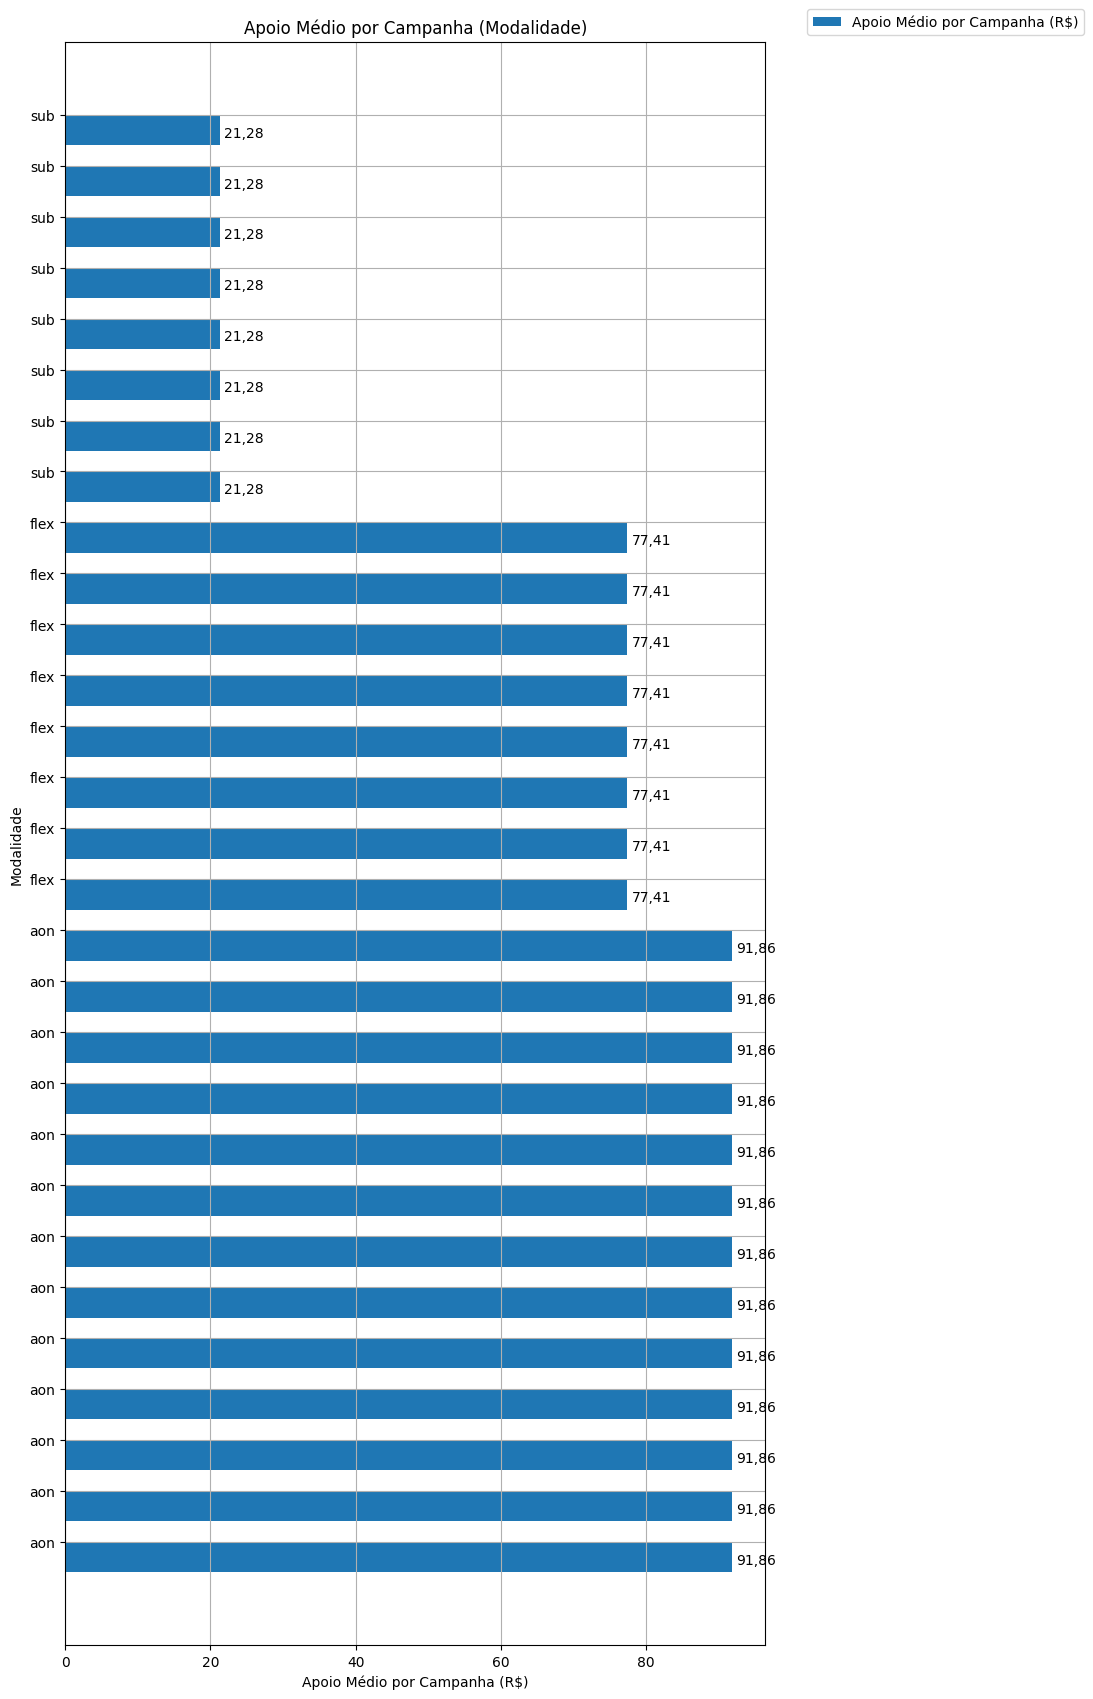 Apoio Médio por Campanha (Modalidade)
Apoio Médio por Campanha (R$)
sub 21,28
sub 21,28
sub 21,28
sub 21,28
sub 21,28
sub 21,28
sub 21,28
sub 21,28
flex 77,41
flex 77,41
flex 77,41
flex 77,41
flex 77,41
flex 77,41
flex 77,41
flex 77,41
aon 91,86
aon 91,86
aon 91,86
aon 91,86
aon 91,86
aon 91,86
aon 91,86
aon 91,86
aon 91,86
aon 91,86
aon 91,86
aon 91,86
aon 91,86
Modalidade
0 20 40 60 80
Apoio Médio por Campanha (R$)